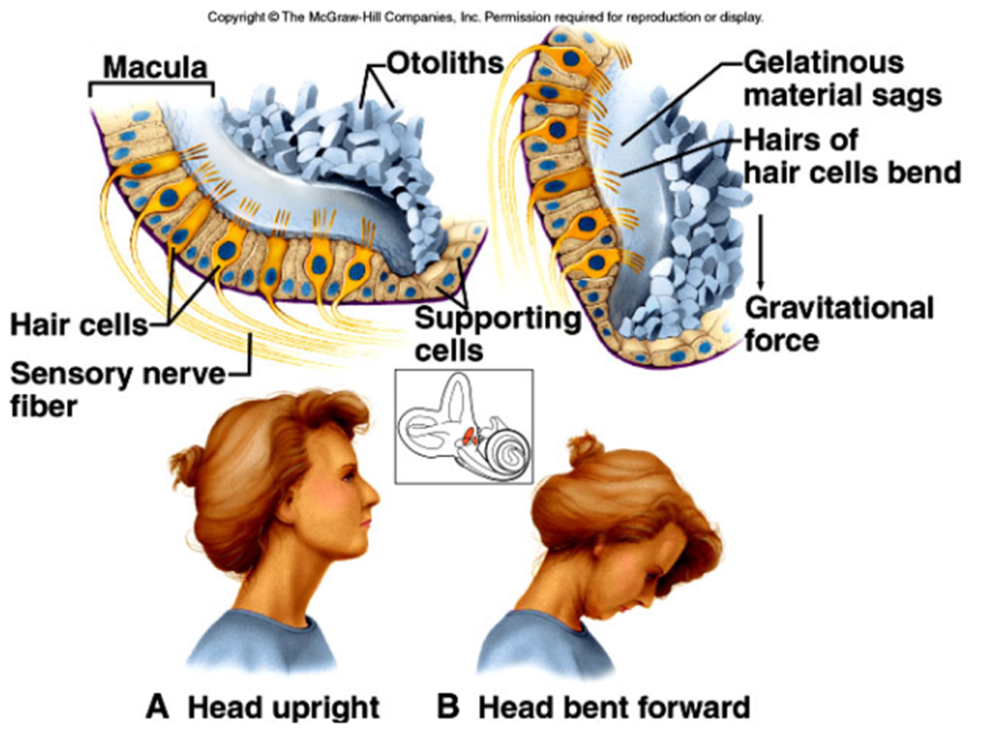 Copyright © The McGraw-Hill Companies, Inc. Permission required for reproduction or display.
Macula
Otoliths
Gelatinous
material sags
Hairs of
hair cells bend
Hair cells
Supporting
cells
Gravitational
force
Sensory nerve
fiber
A Head upright
B Head bent forward